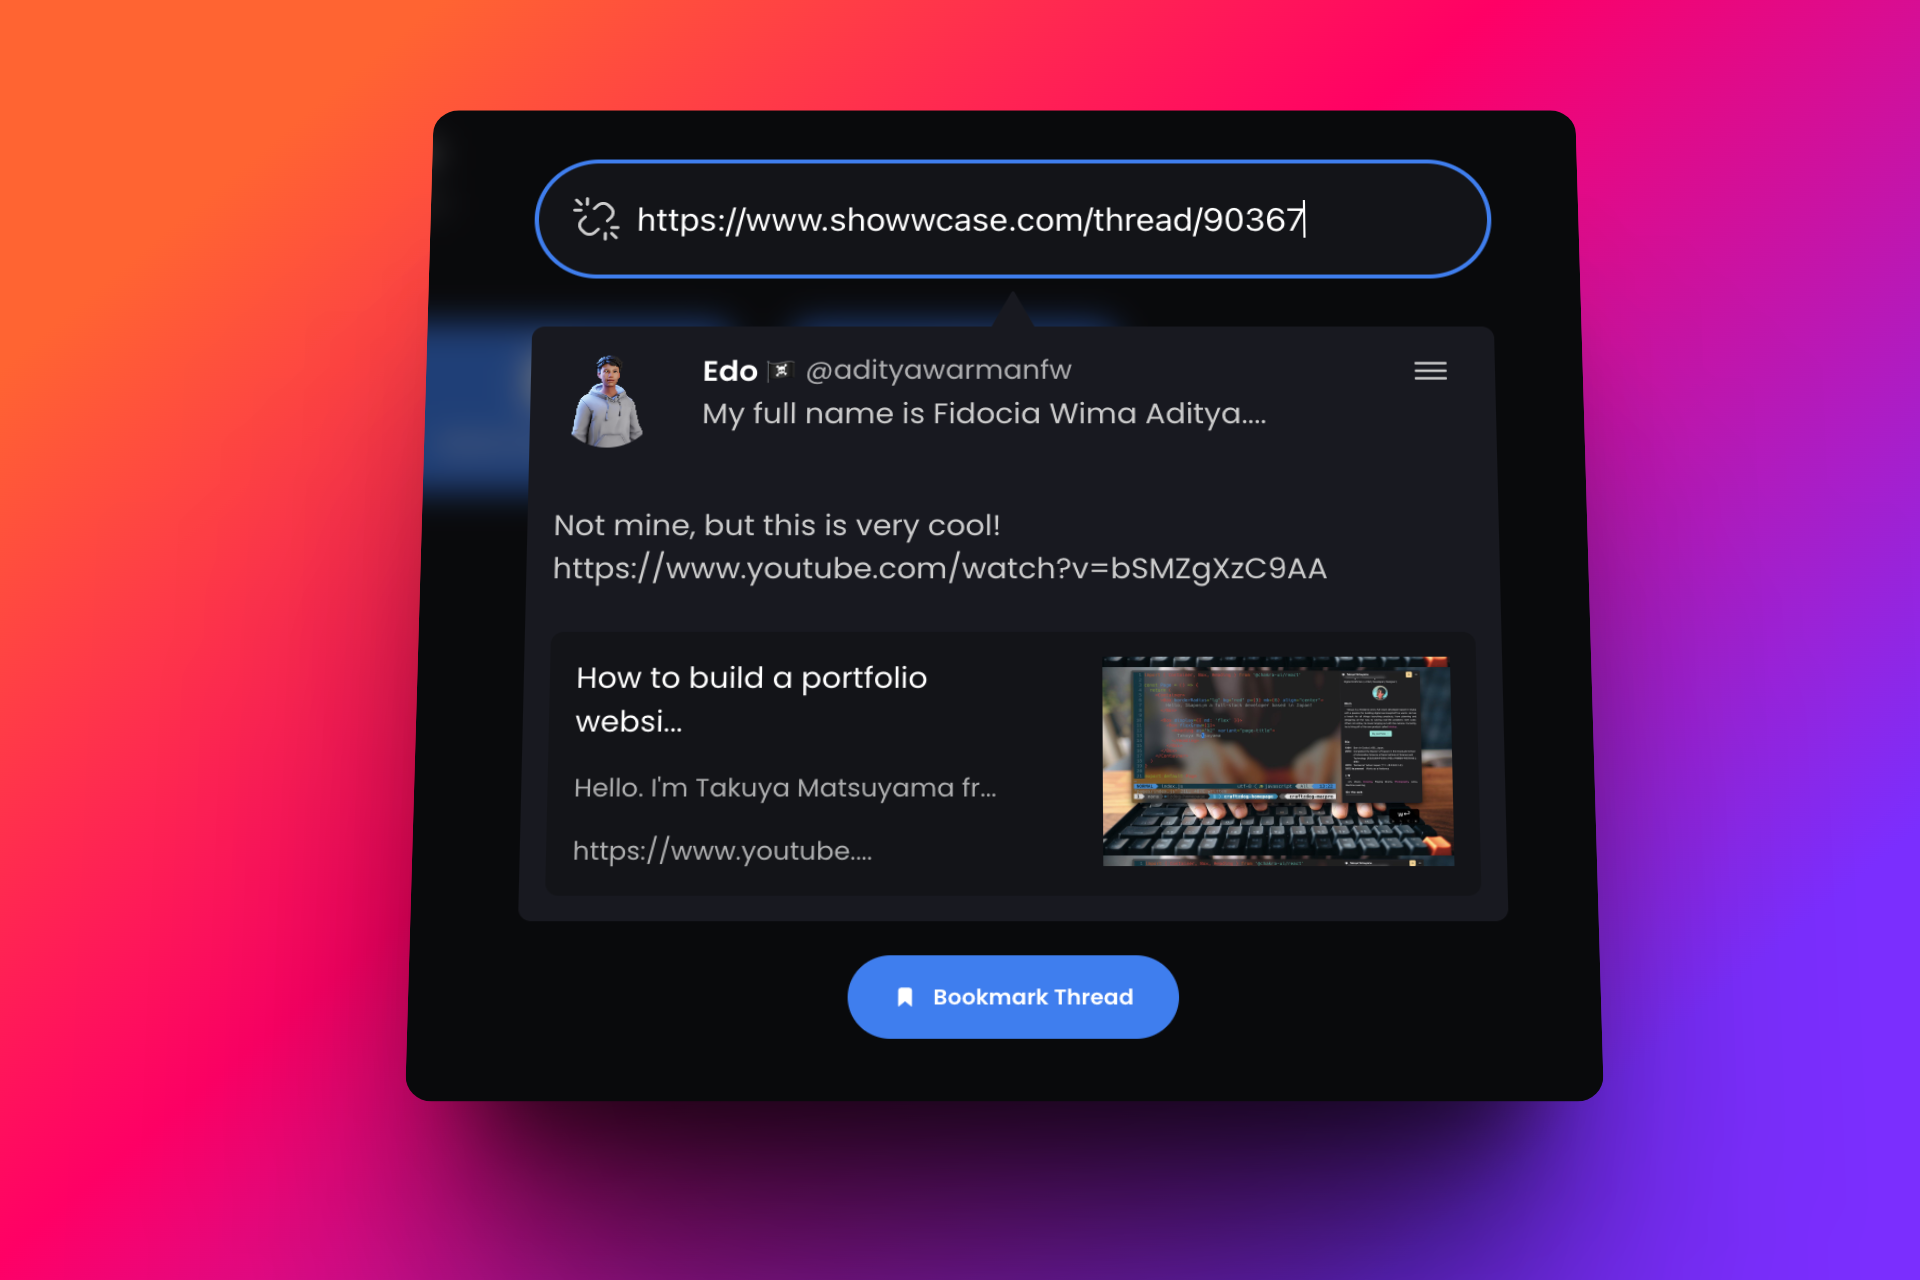 https://www.showwcase.com/thread/90367
Edo 🏴‍☠️ @adityawarmanfw
My full name is Fidocia Wima Aditya....
Not mine, but this is very cool!
https://www.youtube.com/watch?v=bSMZgXzC9AA
How to build a portfolio
websi...
Hello. I'm Takuya Matsuyama fr...
https://www.youtube....
Bookmark Thread